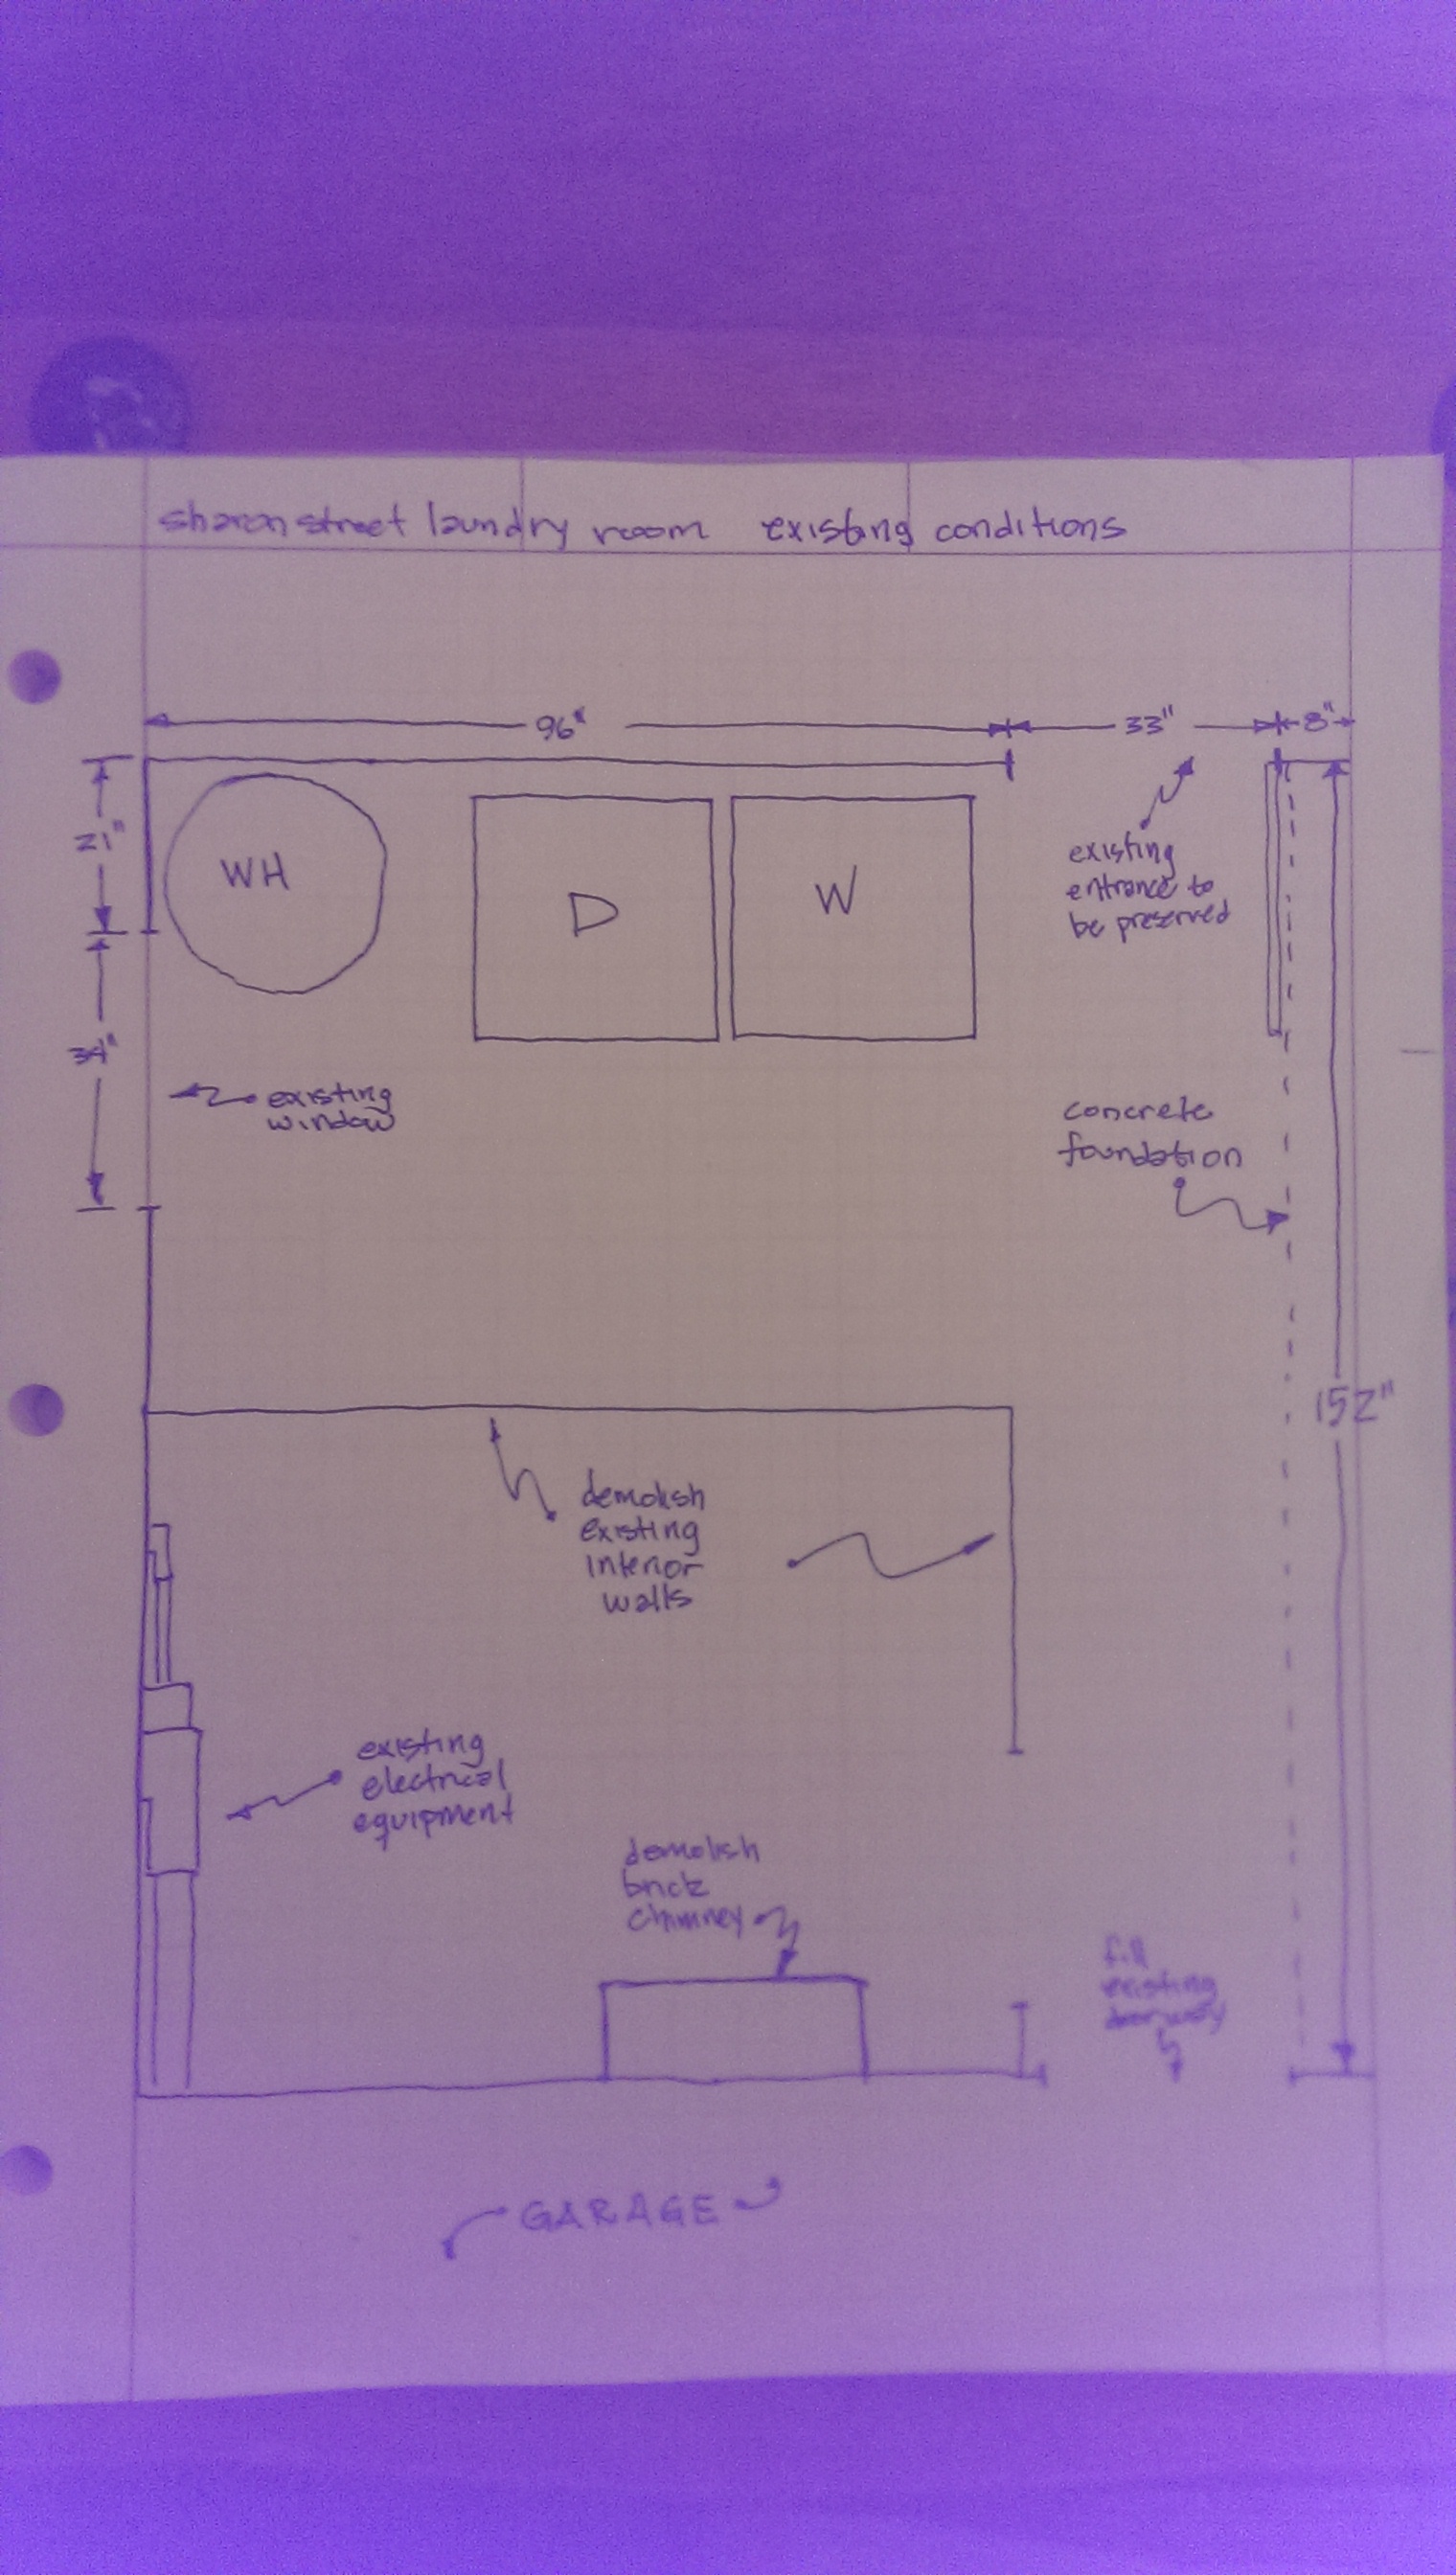 sharon street laundry room existing conditions
96"
33"
8"
21"
WH
D
W
existing
entrance to
be preserved
34"
existing
window
concrete
foundation
152"
demolish
existing
interior
walls
existing
electrical
equipment
demolish
brick
chimney
fill
existing
doorway
GARAGE